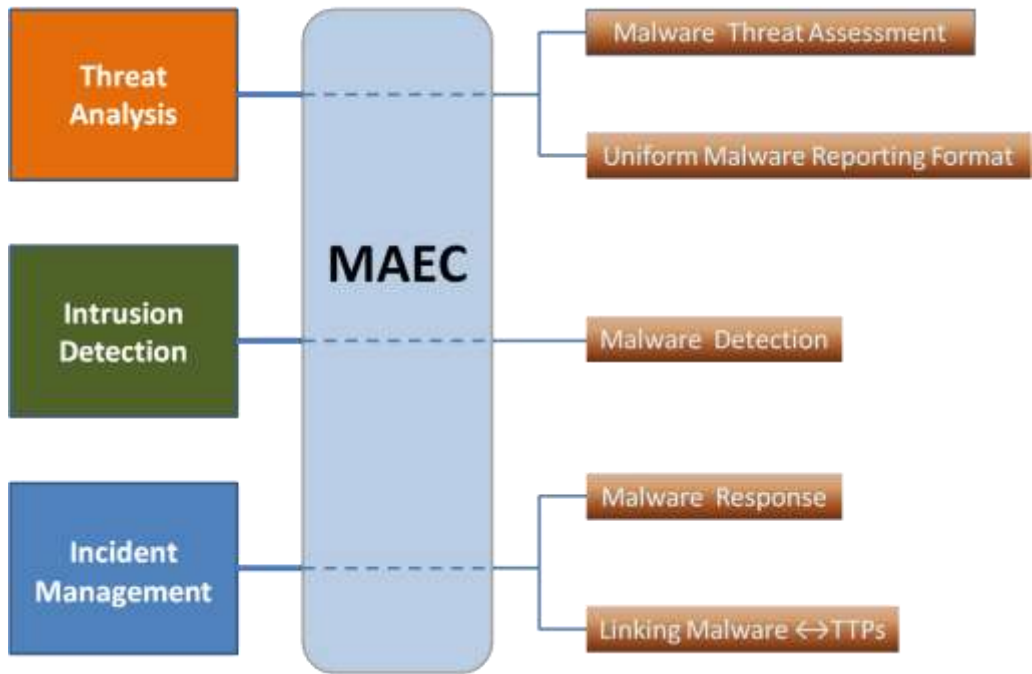 Threat
Analysis
Malware Threat Assessment
Uniform Malware Reporting Format
MAEC
Intrusion
Detection
Malware Detection
Incident
Management
Malware Response
Linking Malware ↔TTPs